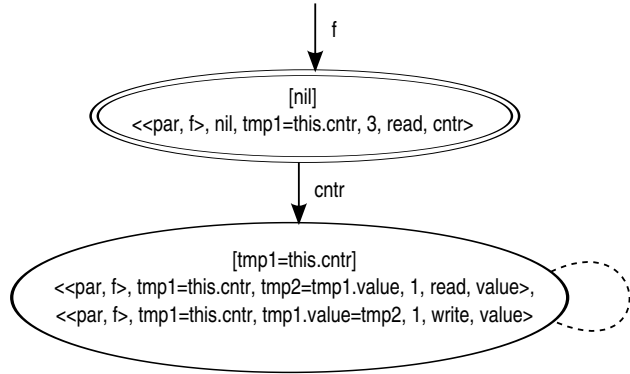 f
[nil]
<<par, f>, nil, tmp1=this.cntr, 3, read, cntr>
cntr
[tmp1=this.cntr]
<<par, f>, tmp1=this.cntr, tmp2=tmp1.value, 1, read, value>,
<<par, f>, tmp1=this.cntr, tmp1.value=tmp2, 1, write, value>